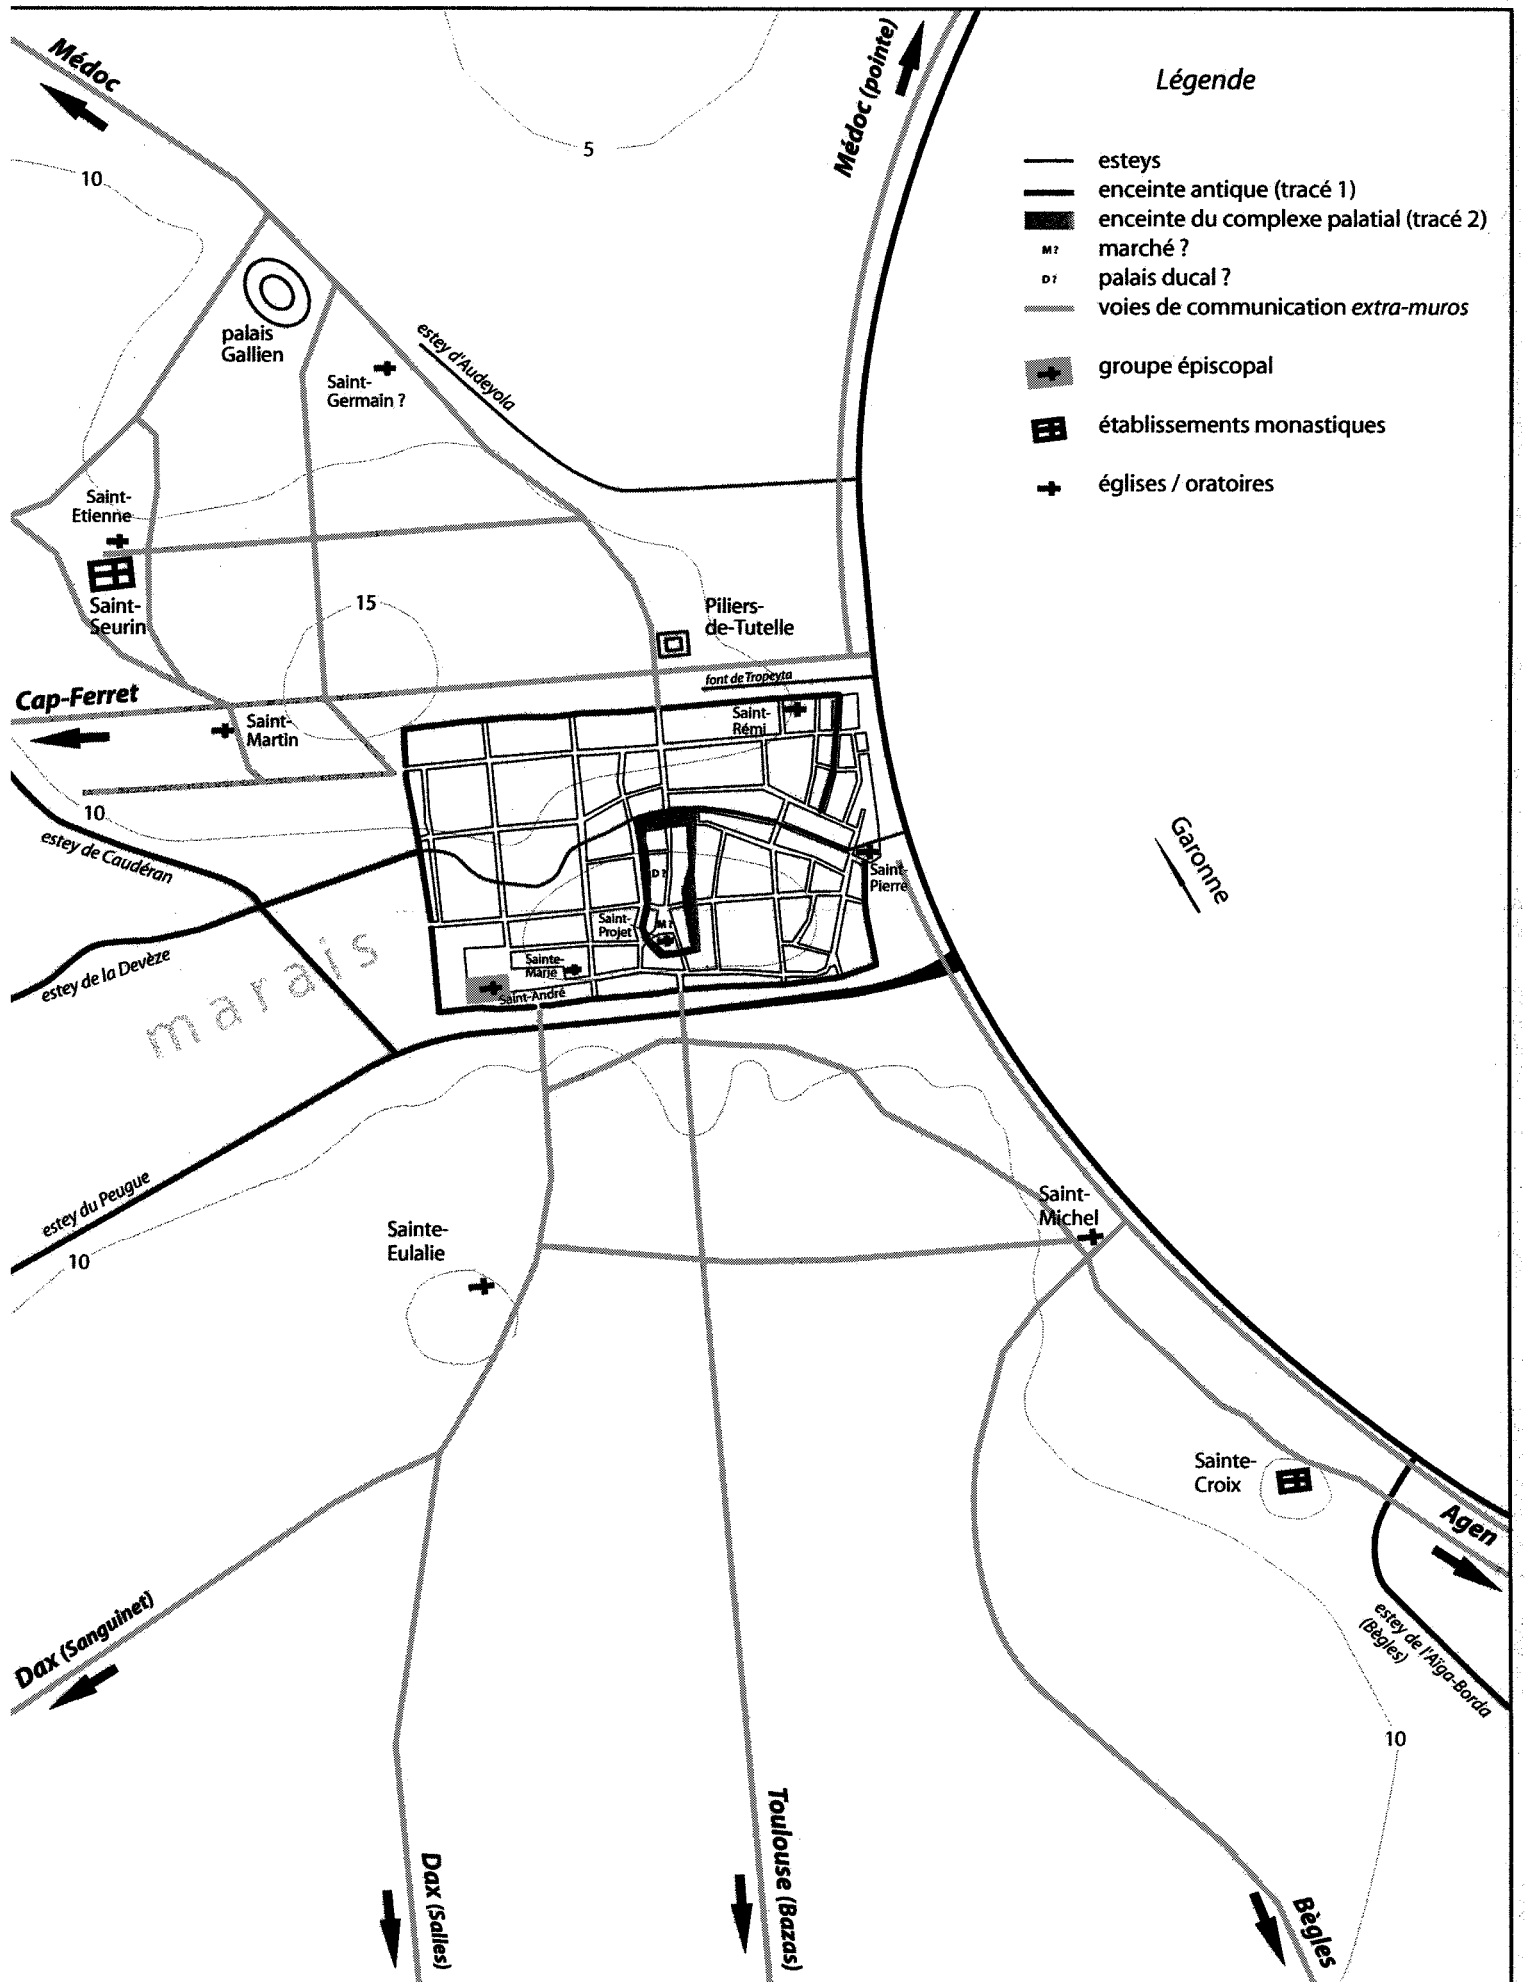 Médoc
Médoc (pointe)
Légende
esteys
enceinte antique (tracé 1)
enceinte du complexe palatial (tracé 2)
M? marché ?
D? palais ducal ?
voies de communication extra-muros
groupe épiscopal
établissements monastiques
églises / oratoires
5
10
palais
Gallien
estey d'Audeyola
Saint-
Germain ?
Saint-
Etienne
Saint-
Seurin
15
Piliers-
de-Tutelle
font de Tropeyta
Cap-Ferret
Saint-
Martin
Saint-
Rémi
10
estey de Caudéran
Garonne
Saint-
Pierre
D?
M?
Saint-
Projet
Sainte-
Marie
Saint-André
estey de la Devèze
marais
estey du Peugue
10
Sainte-
Eulalie
Saint-
Michel
Sainte-
Croix
Agen
estey de l'Aïga-Borda
(Bègles)
Dax (Sanguinet)
10
Dax (Salles)
Toulouse (Bazas)
Bègles